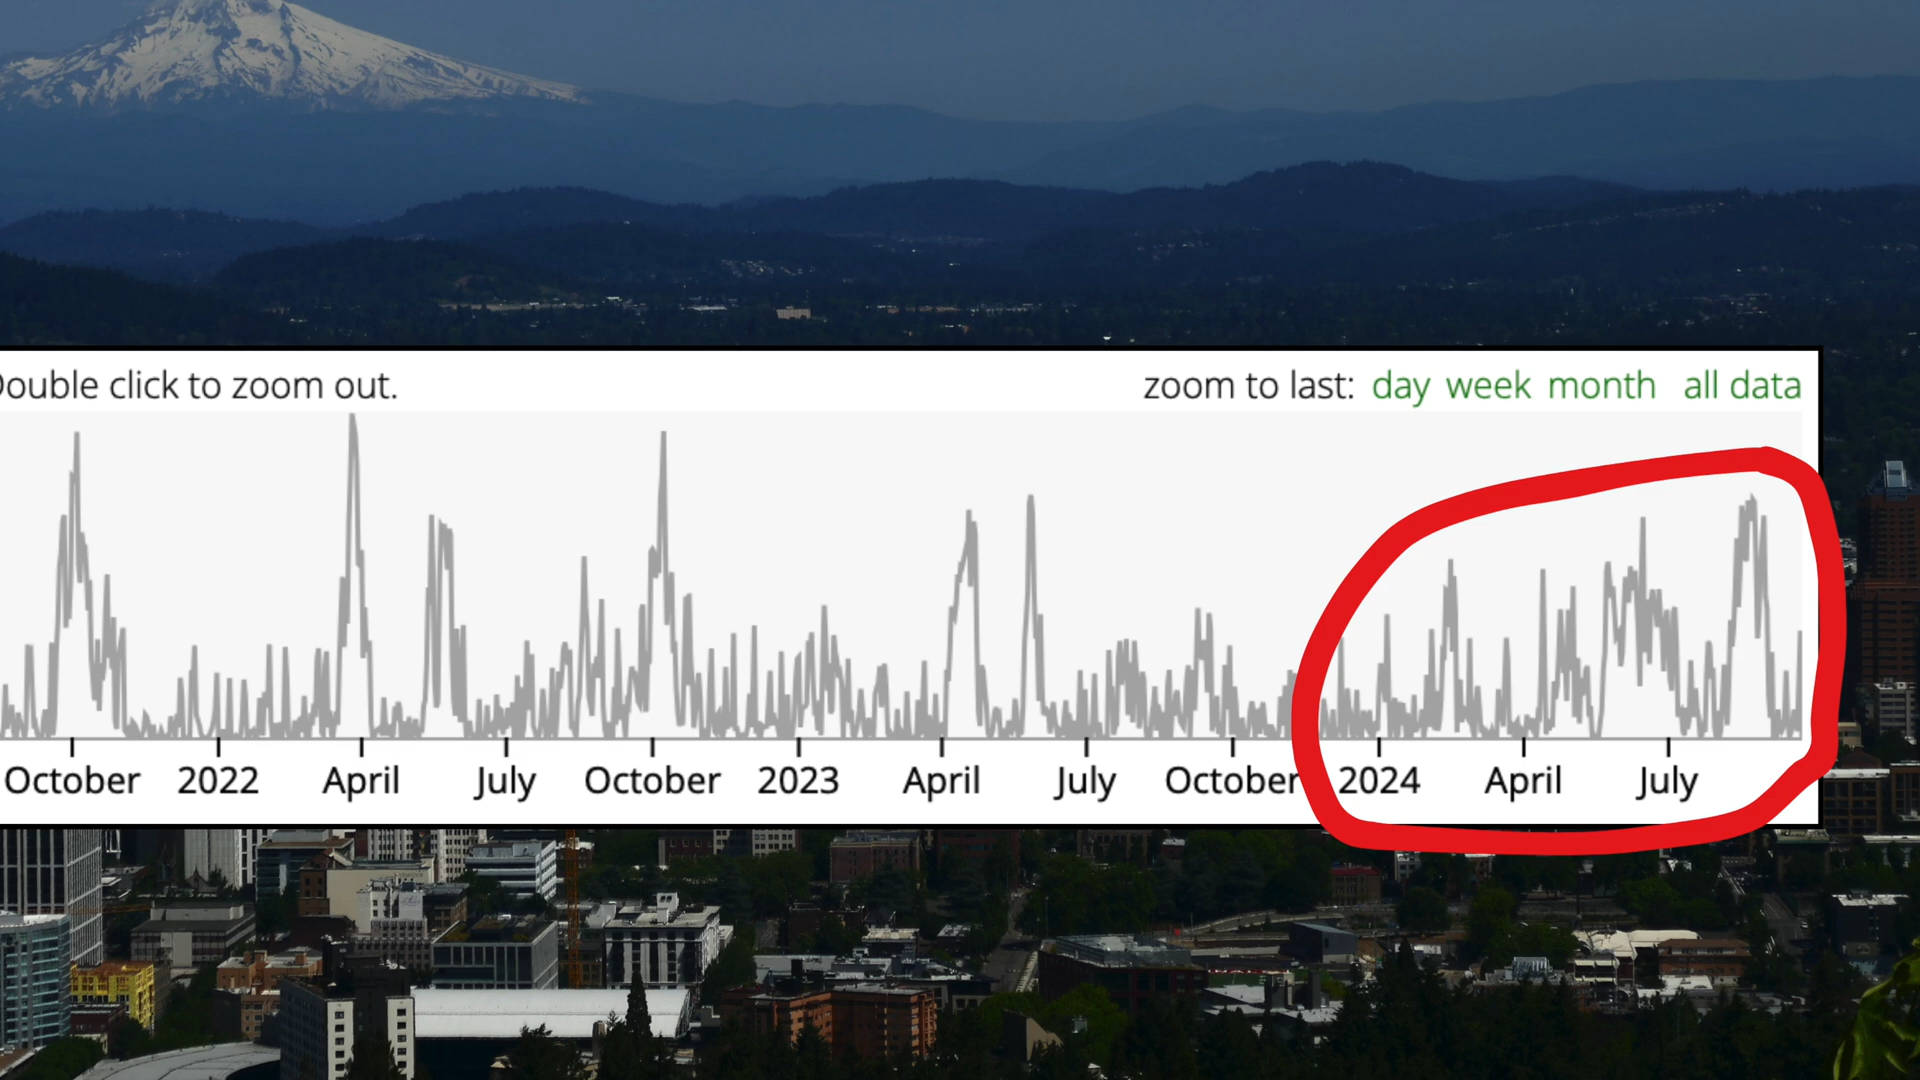 Double click to zoom out.
zoom to last: day week month all data
October 2022 April July October 2023 April July October 2024 April July